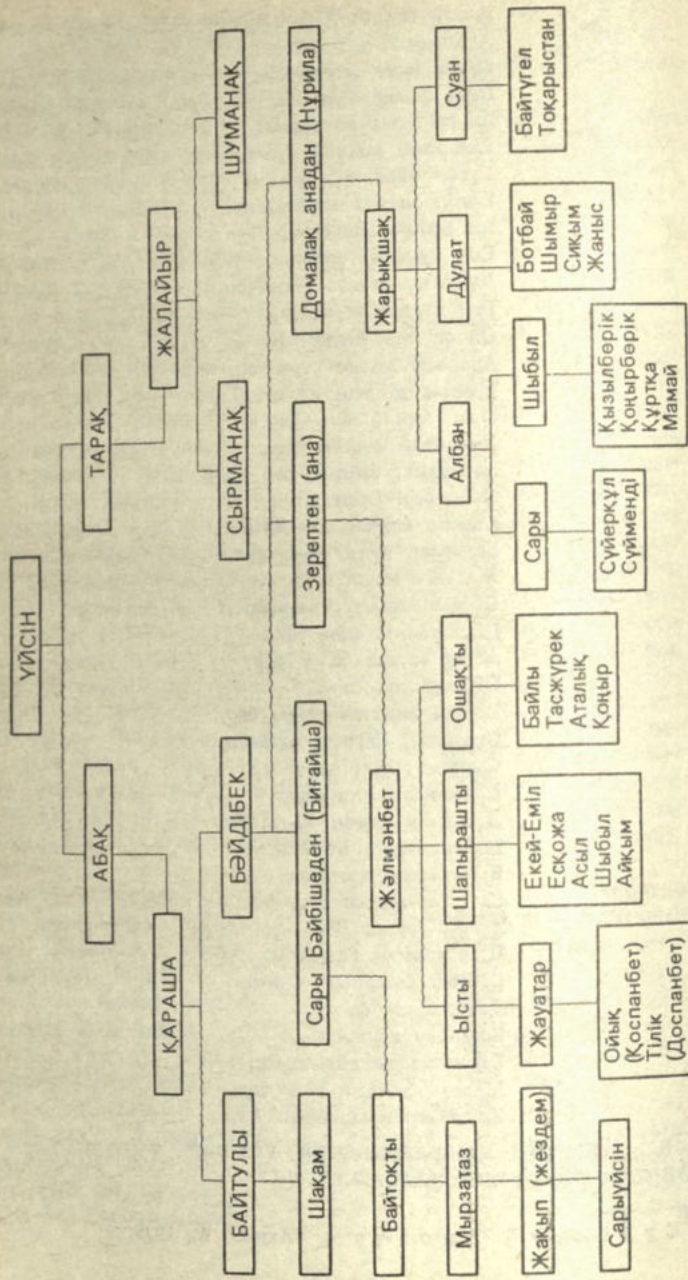 ҮЙСІН
АБАҚ
ТАРАҚ
ҚАРАША
ЖАЛАЙЫР
БАЙТУЛЫ
БӘЙДІБЕК
СЫРМАНАҚ
ШУМАНАҚ
Шақам
Сары Бәйбішеден (Биғайша)
Зерептен (ана)
Домалақ анадан (Нұрила)
Байтоқты
Жәлмәнбет
Жарықшақ
Мырзатаз
Ысты
Шапырашты
Ошақты
Албан
Дулат
Суан
Жақып (жездем)
Жауатар
Екей-Еміл
Есқожа
Асыл
Шыбыл
Айқым
Байлы
Тасжүрек
Аталық
Қоңыр
Сары
Шыбыл
Ботбай
Шымыр
Сиқым
Жаныс
Байтүгел
Тоқарыстан
Сарыүйсін
Ойық
(Қоспанбет)
Тілік
(Доспанбет)
Сүйерқұл
Сүйменді
Қызылбөрік
Қоңырбөрік
Құртқа
Мамай